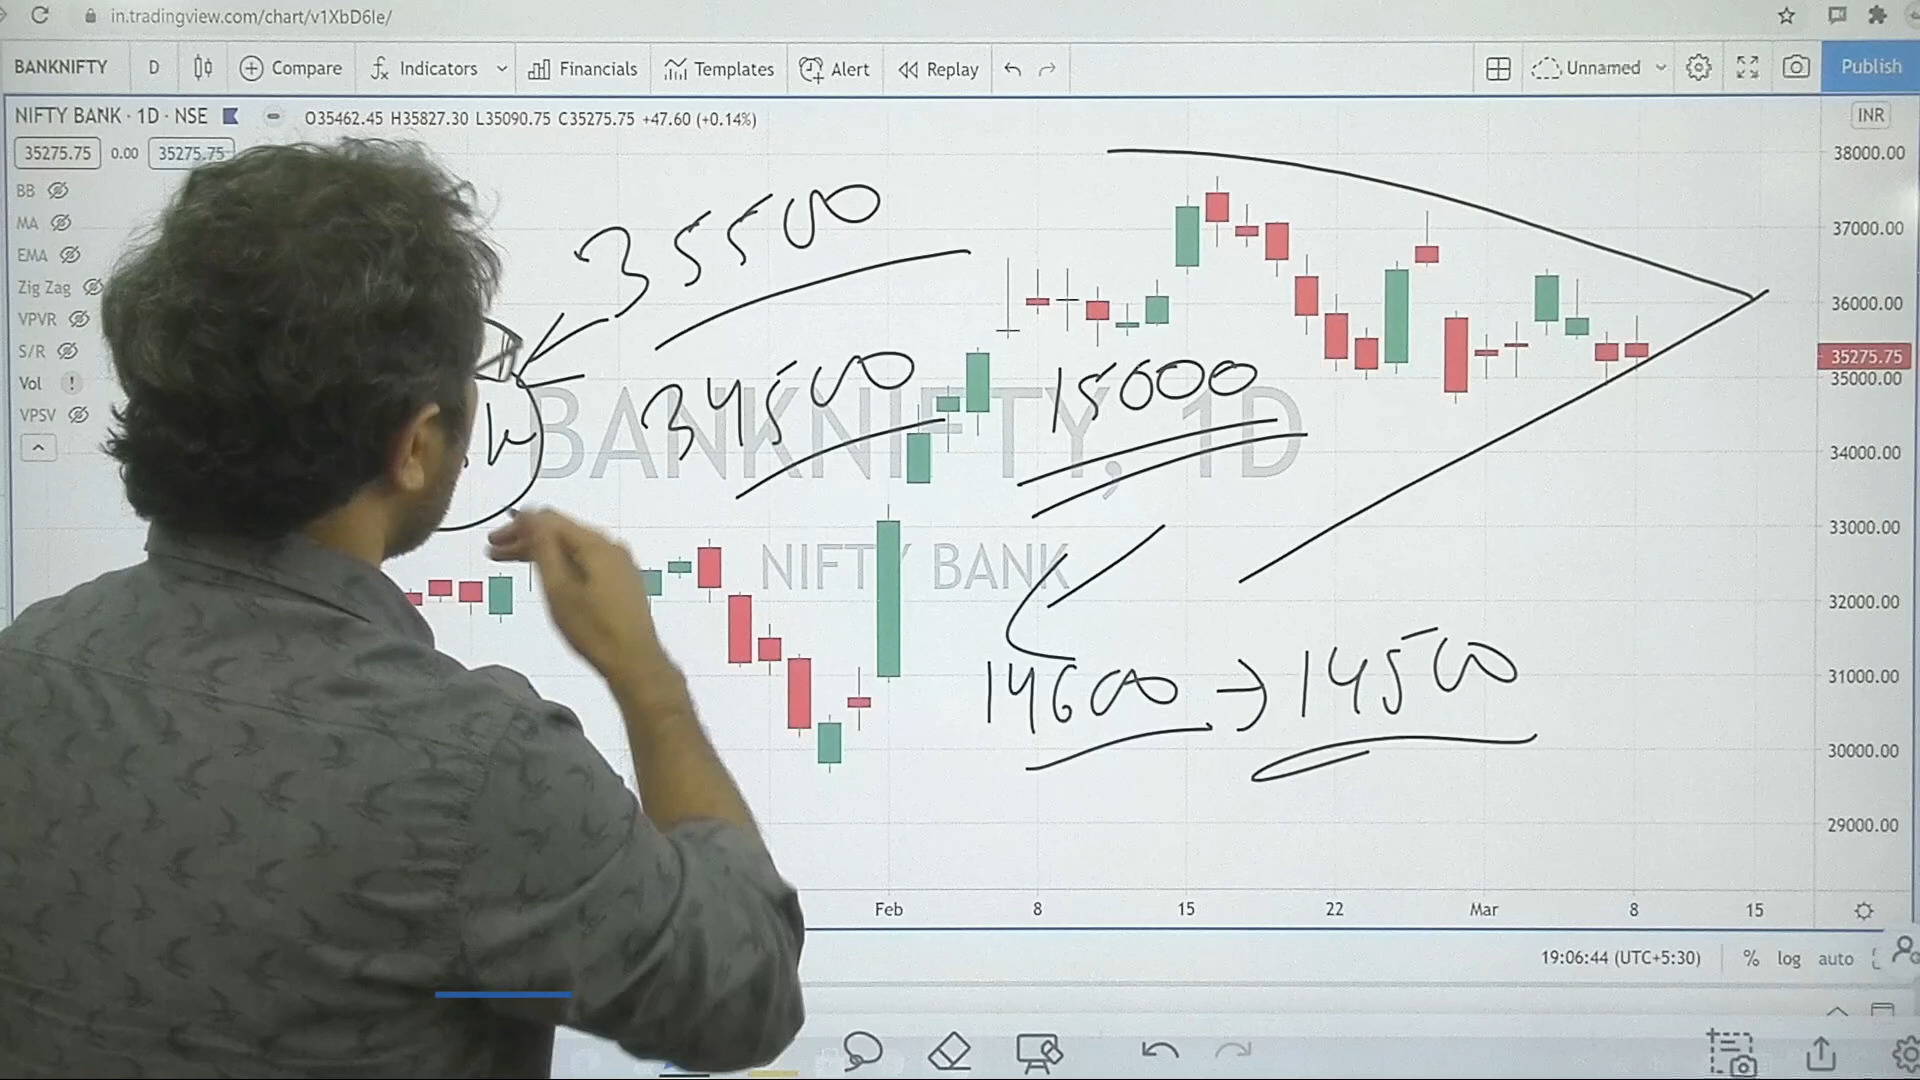 in.tradingview.com/chart/v1XbD6Ie/
BANKNIFTY D Compare Indicators Financials Templates Alert Replay Unnamed Publish
NIFTY BANK · 1D · NSE O35462.45 H35827.30 L35090.75 C35275.75 +47.60 (+0.14%) INR
35275.75 0.00 35275.75
BB
MA
EMA
Zig Zag
VPVR
S/R
Vol !
VPSV
35500
34500
15000
14600 → 14500
BANKNIFTY, 1D
NIFTY BANK
38000.00
37000.00
36000.00
35275.75
35000.00
34000.00
33000.00
32000.00
31000.00
30000.00
29000.00
Feb 8 15 22 Mar 8 15
19:06:44 (UTC+5:30) % log auto